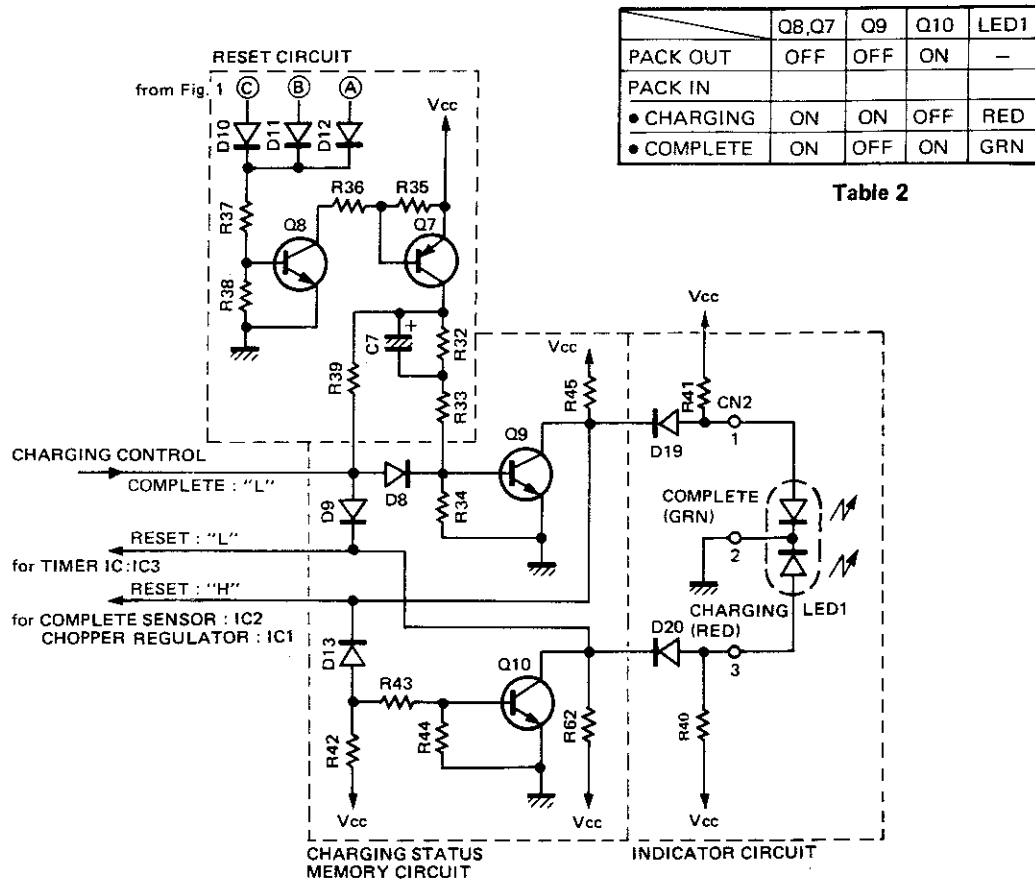 Q8,Q7 Q9 Q10 LED1
PACK OUT OFF OFF ON –
PACK IN
● CHARGING ON ON OFF RED
● COMPLETE ON OFF ON GRN
Table 2
RESET CIRCUIT
from Fig. 1 C B A
Vcc
D10 D11 D12
R36 R35
R37 Q8 Q7
R38
Vcc
C7 + R32
Vcc
R39 R33 R45 R41 CN2
1
Q9
D19
CHARGING CONTROL
COMPLETE : "L"
D8
D9 R34
COMPLETE
(GRN)
2
RESET : "L"
for TIMER IC : IC3
RESET : "H"
for COMPLETE SENSOR : IC2
CHOPPER REGULATOR : IC1
CHARGING LED1
(RED)
D13 D20
3
Q10
R43
R42 R44 R62 R40
Vcc Vcc Vcc
CHARGING STATUS
MEMORY CIRCUIT
INDICATOR CIRCUIT